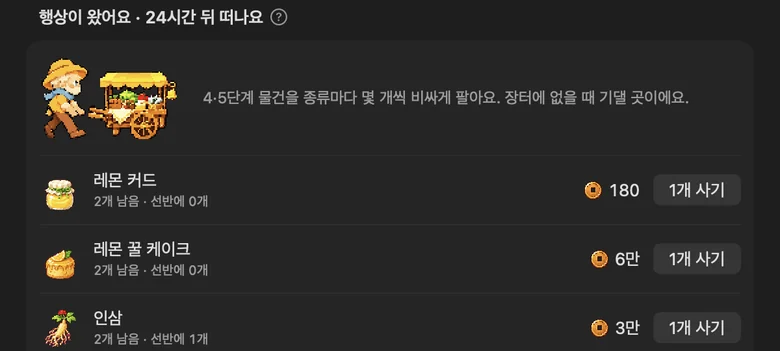 행상이 왔어요 · 24시간 뒤 떠나요 ?
4·5단계 물건을 종류마다 몇 개씩 비싸게 팔아요. 장터에 없을 때 기댈 곳이에요.
레몬 커드
2개 남음 · 선반에 0개
180 1개 사기
레몬 꿀 케이크
2개 남음 · 선반에 0개
6만 1개 사기
인삼
2개 남음 · 선반에 1개
3만 1개 사기